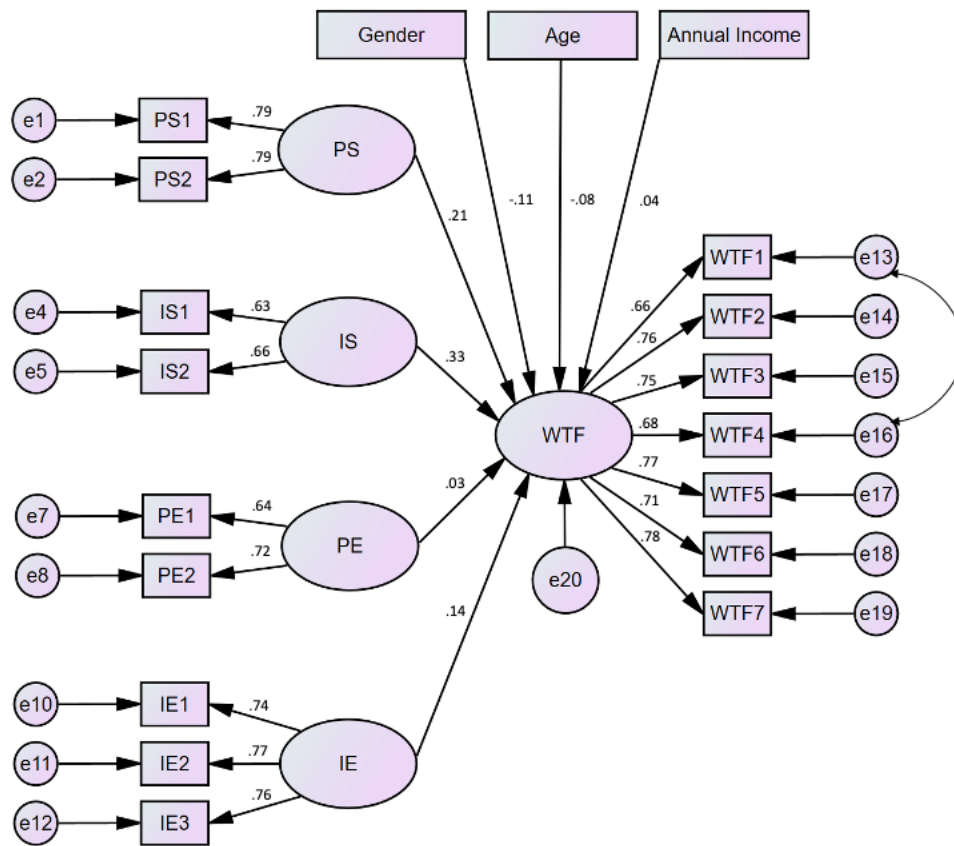 Gender
Age
Annual Income
e1
PS1
.79
PS
e2
PS2
.79
.21
-.11
-.08
.04
e4
IS1
.63
IS
e5
IS2
.66
.33
WTF
e7
PE1
.64
PE
e8
PE2
.72
.03
e10
IE1
.74
IE
e11
IE2
.77
e12
IE3
.76
.14
e20
.66
WTF1
e13
.76
WTF2
e14
.75
WTF3
e15
.68
WTF4
e16
.77
WTF5
e17
.71
WTF6
e18
.78
WTF7
e19